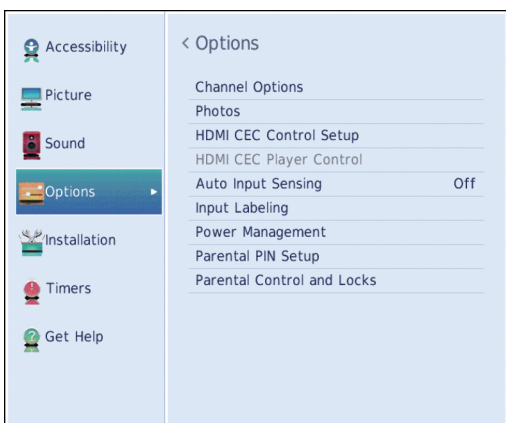 Accessibility
Picture
Sound
Options
Installation
Timers
Get Help
< Options
Channel Options
Photos
HDMI CEC Control Setup
HDMI CEC Player Control
Auto Input Sensing Off
Input Labeling
Power Management
Parental PIN Setup
Parental Control and Locks